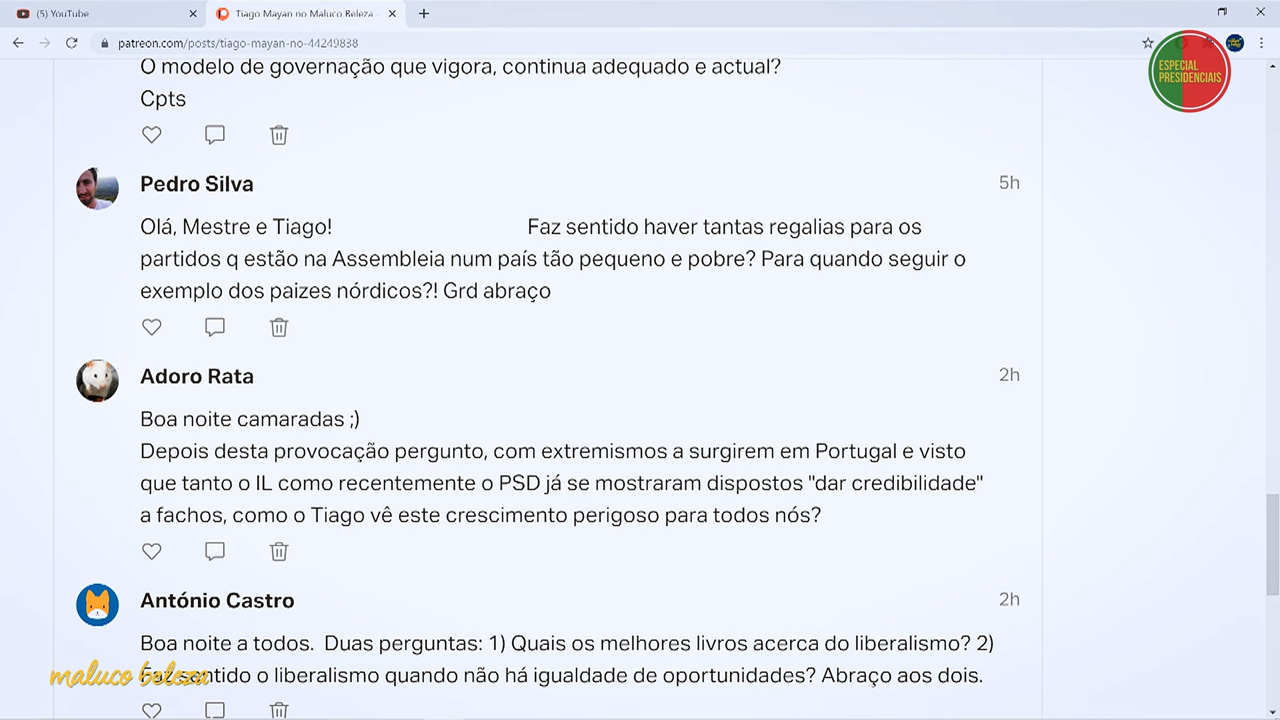 (5) YouTube
Tiago Mayan no Maluco Beleza
patreon.com/posts/tiago-mayan-no-44249838
ESPECIAL
PRESIDENCIAIS
O modelo de governação que vigora, continua adequado e actual?
Cpts
Pedro Silva 5h
Olá, Mestre e Tiago! Faz sentido haver tantas regalias para os
partidos q estão na Assembleia num país tão pequeno e pobre? Para quando seguir o
exemplo dos paizes nórdicos?! Grd abraço
Adoro Rata 2h
Boa noite camaradas ;)
Depois desta provocação pergunto, com extremismos a surgirem em Portugal e visto
que tanto o IL como recentemente o PSD já se mostraram dispostos "dar credibilidade"
a fachos, como o Tiago vê este crescimento perigoso para todos nós?
António Castro 2h
Boa noite a todos. Duas perguntas: 1) Quais os melhores livros acerca do liberalismo? 2)
Faz sentido o liberalismo quando não há igualdade de oportunidades? Abraço aos dois.
maluco beleza